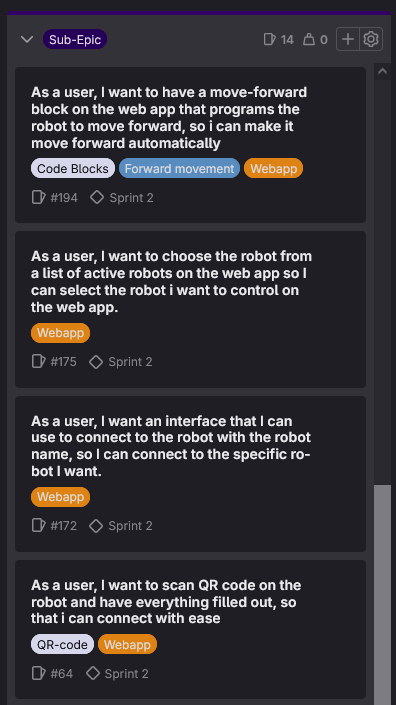 Sub-Epic 14 0
As a user, I want to have a move-forward
block on the web app that programs the
robot to move forward, so i can make it
move forward automatically
Code Blocks Forward movement Webapp
#194 Sprint 2
As a user, I want to choose the robot from
a list of active robots on the web app so I
can select the robot i want to control on
the web app.
Webapp
#175 Sprint 2
As a user, I want an interface that I can
use to connect to the robot with the robot
name, so I can connect to the specific ro-
bot I want.
Webapp
#172 Sprint 2
As a user, I want to scan QR code on the
robot and have everything filled out, so
that i can connect with ease
QR-code Webapp
#64 Sprint 2